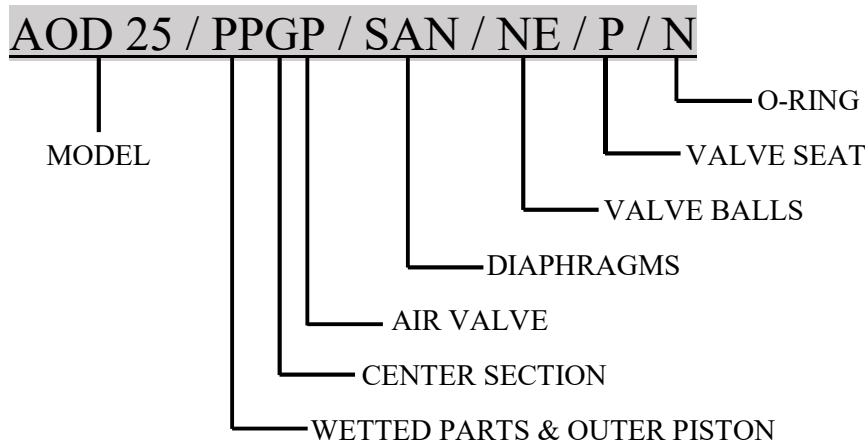 AOD 25 / PPGP / SAN / NE / P / N
O-RING
MODEL
VALVE SEAT
VALVE BALLS
DIAPHRAGMS
AIR VALVE
CENTER SECTION
WETTED PARTS & OUTER PISTON